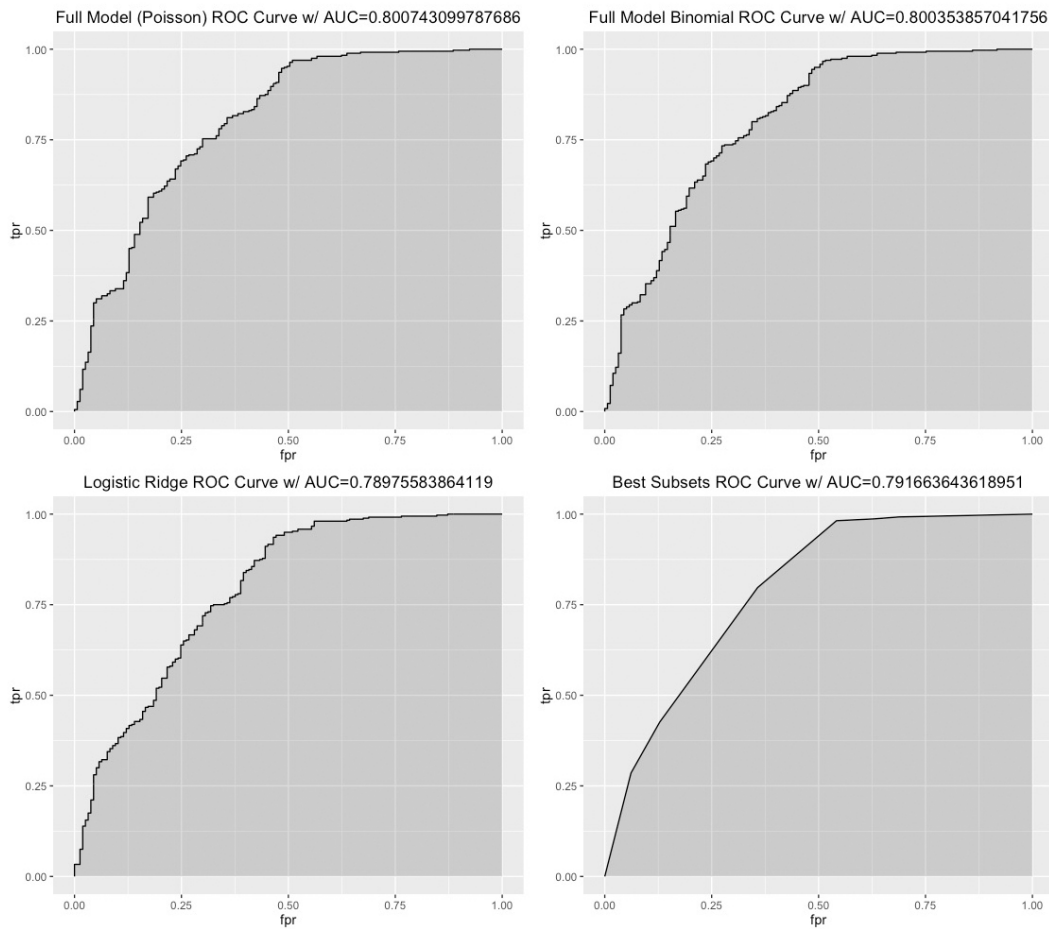 Full Model (Poisson) ROC Curve w/ AUC=0.800743099787686
1.00
0.75
0.50
0.25
0.00
tpr
0.00 0.25 0.50 0.75 1.00
fpr
Full Model Binomial ROC Curve w/ AUC=0.800353857041756
1.00
0.75
0.50
0.25
0.00
tpr
0.00 0.25 0.50 0.75 1.00
fpr
Logistic Ridge ROC Curve w/ AUC=0.78975583864119
1.00
0.75
0.50
0.25
0.00
tpr
0.00 0.25 0.50 0.75 1.00
fpr
Best Subsets ROC Curve w/ AUC=0.791663643618951
1.00
0.75
0.50
0.25
0.00
tpr
0.00 0.25 0.50 0.75 1.00
fpr